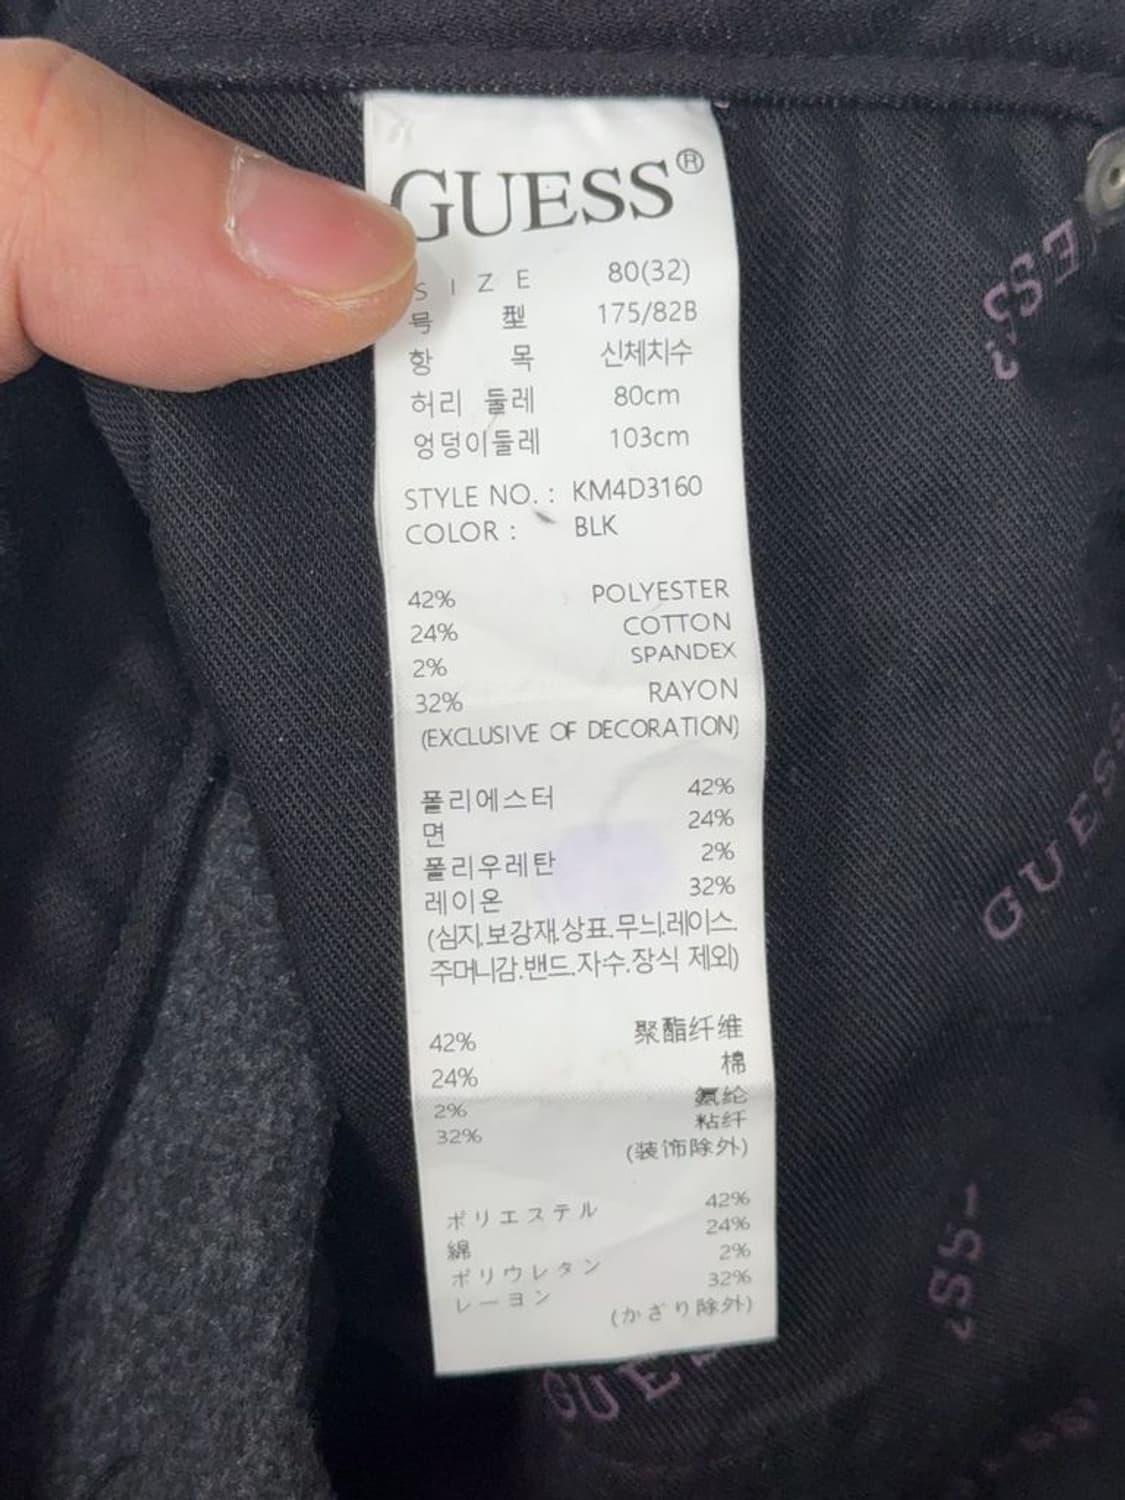 GUESS®
SIZE 80(32)
号型 175/82B
항목 신체치수
허리 둘레 80cm
엉덩이둘레 103cm
STYLE NO. : KM4D3160
COLOR : BLK
42% POLYESTER
24% COTTON
2% SPANDEX
32% RAYON
(EXCLUSIVE OF DECORATION)
폴리에스터 42%
면 24%
폴리우레탄 2%
레이온 32%
(심지.보강재.상표.무늬.레이스.
주머니감.밴드.자수.장식 제외)
42% 聚酯纤维
24% 棉
2% 氨纶
32% 粘纤
(装饰除外)
ポリエステル 42%
綿 24%
ポリウレタン 2%
レーヨン 32%
(かざり除外)
GUESS
GUE